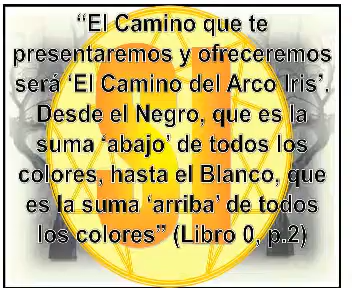 “El Camino que te
presentaremos y ofreceremos
será ‘El Camino del Arco Iris’.
Desde el Negro, que es la
suma ‘abajo’ de todos los
colores, hasta el Blanco, que
es la suma ‘arriba’ de todos
los colores” (Libro 0, p.2)